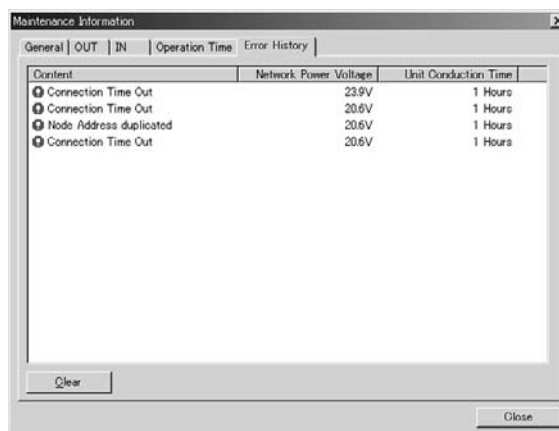 Maintenance Information
General OUT IN Operation Time Error History
Content Network Power Voltage Unit Conduction Time
Connection Time Out 23.9V 1 Hours
Connection Time Out 20.6V 1 Hours
Node Address duplicated 20.6V 1 Hours
Connection Time Out 20.6V 1 Hours
Clear
Close